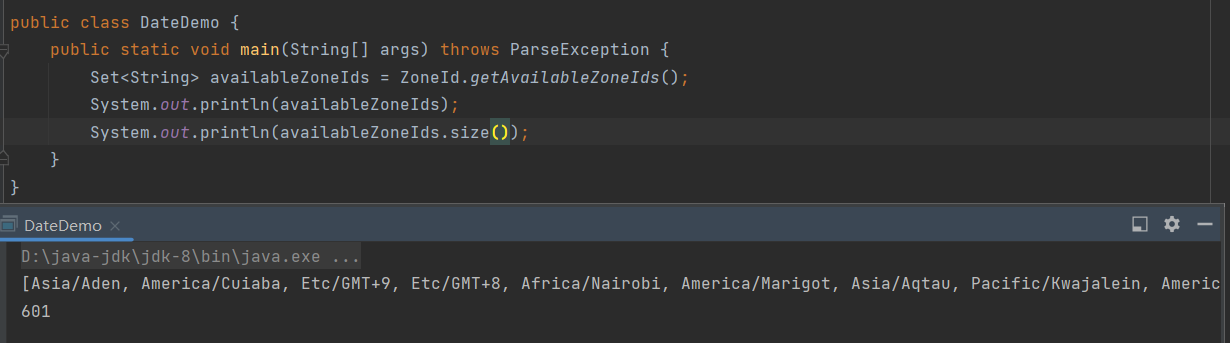 public class DateDemo {
public static void main(String[] args) throws ParseException {
Set<String> availableZoneIds = ZoneId.getAvailableZoneIds();
System.out.println(availableZoneIds);
System.out.println(availableZoneIds.size());
}
}
DateDemo
D:\java-jdk\jdk-8\bin\java.exe ...
[Asia/Aden, America/Cuiaba, Etc/GMT+9, Etc/GMT+8, Africa/Nairobi, America/Marigot, Asia/Aqtau, Pacific/Kwajalein, Americ
601